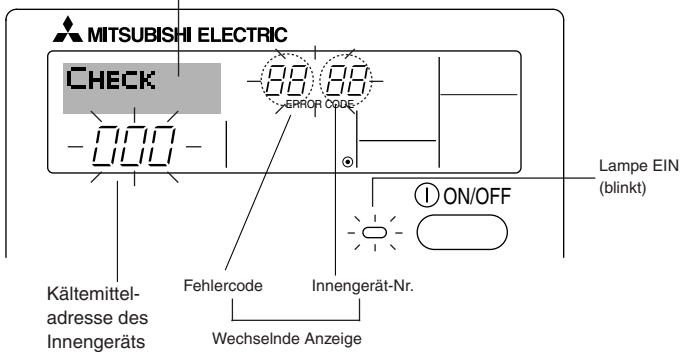 MITSUBISHI ELECTRIC
CHECK
88 88
ERROR CODE
000
Lampe EIN
(blinkt)
ON/OFF
Fehlercode
Innengerät-Nr.
Kältemittel-
adresse des
Innengeräts
Wechselnde Anzeige